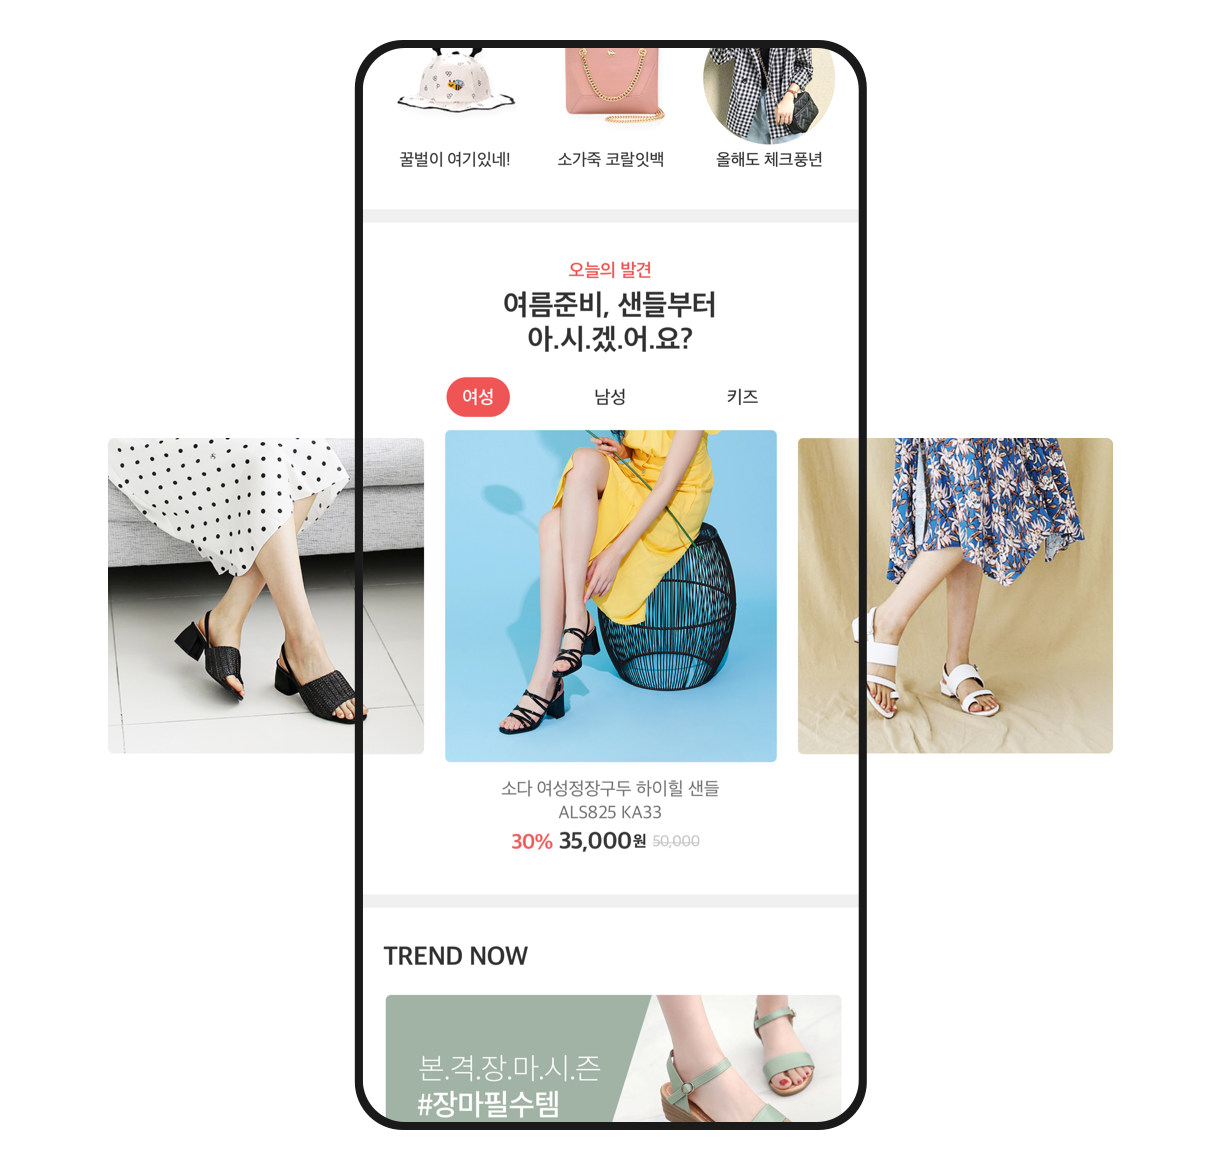 꿀벌이 여기있네!
소가죽 코랄잇백
올해도 체크풍년
오늘의 발견
여름준비, 샌들부터
아.시.겠.어.요?
여성
남성
키즈
소다 여성정장구두 하이힐 샌들
ALS825 KA33
30% 35,000원 50,000
TREND NOW
본.격.장.마.시.즌
#장마필수템